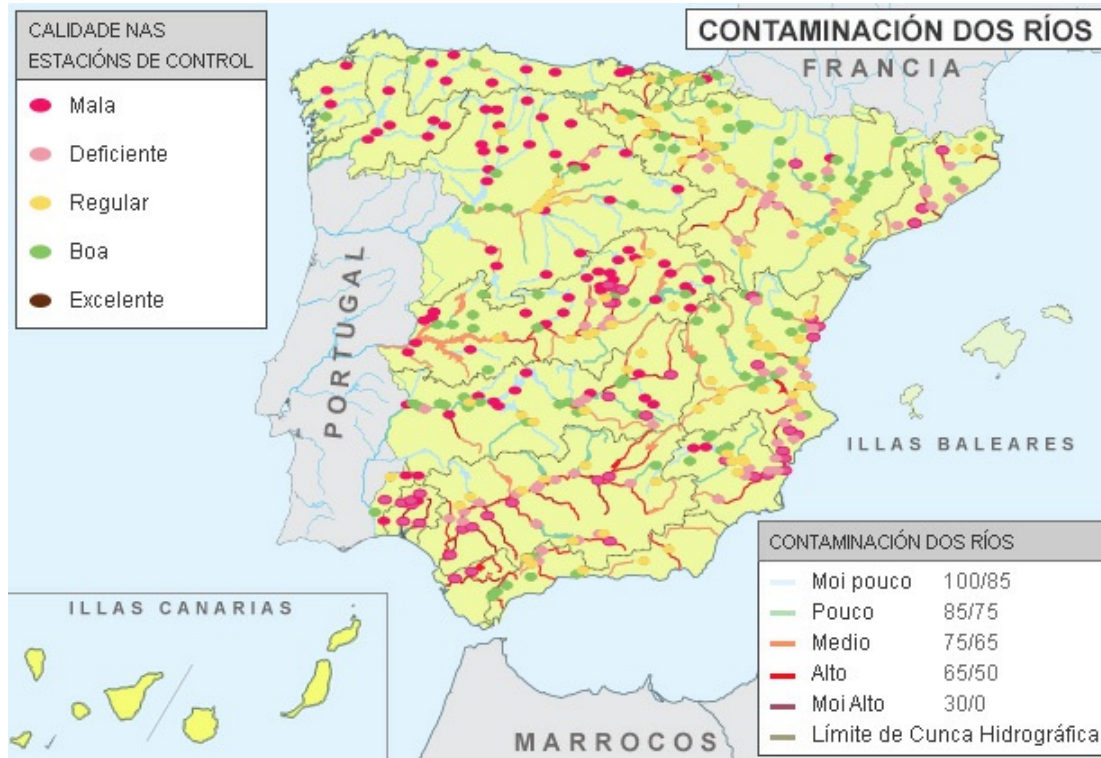 CONTAMINACIÓN DOS RÍOS
CALIDADE NAS
ESTACIÓNS DE CONTROL
Mala
Deficiente
Regular
Boa
Excelente
FRANCIA
PORTUGAL
ILLAS BALEARES
ILLAS CANARIAS
MARROCOS
CONTAMINACIÓN DOS RÍOS
Moi pouco 100/85
Pouco 85/75
Medio 75/65
Alto 65/50
Moi Alto 30/0
Límite de Cunca Hidrográfica